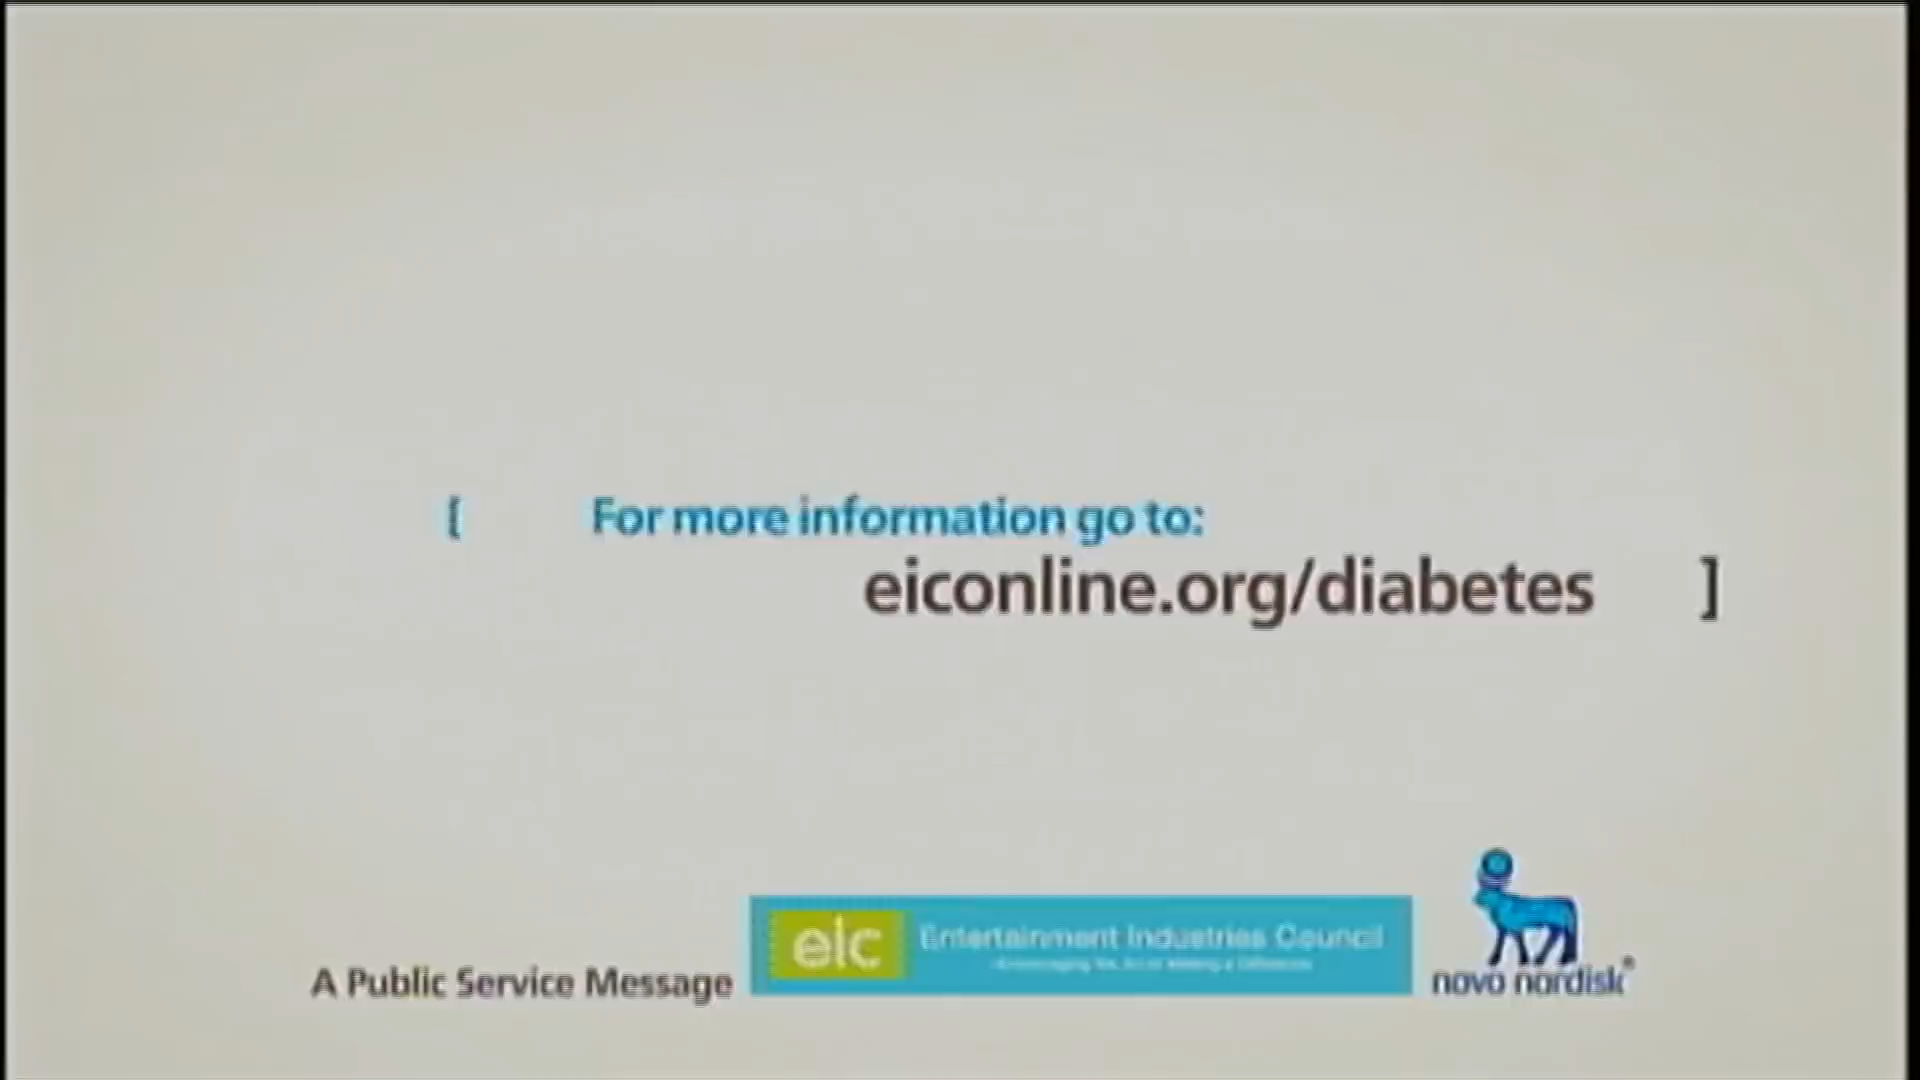 [ For more information go to:
eiconline.org/diabetes ]
A Public Service Message
eic
Entertainment Industries Council
novo nordisk®